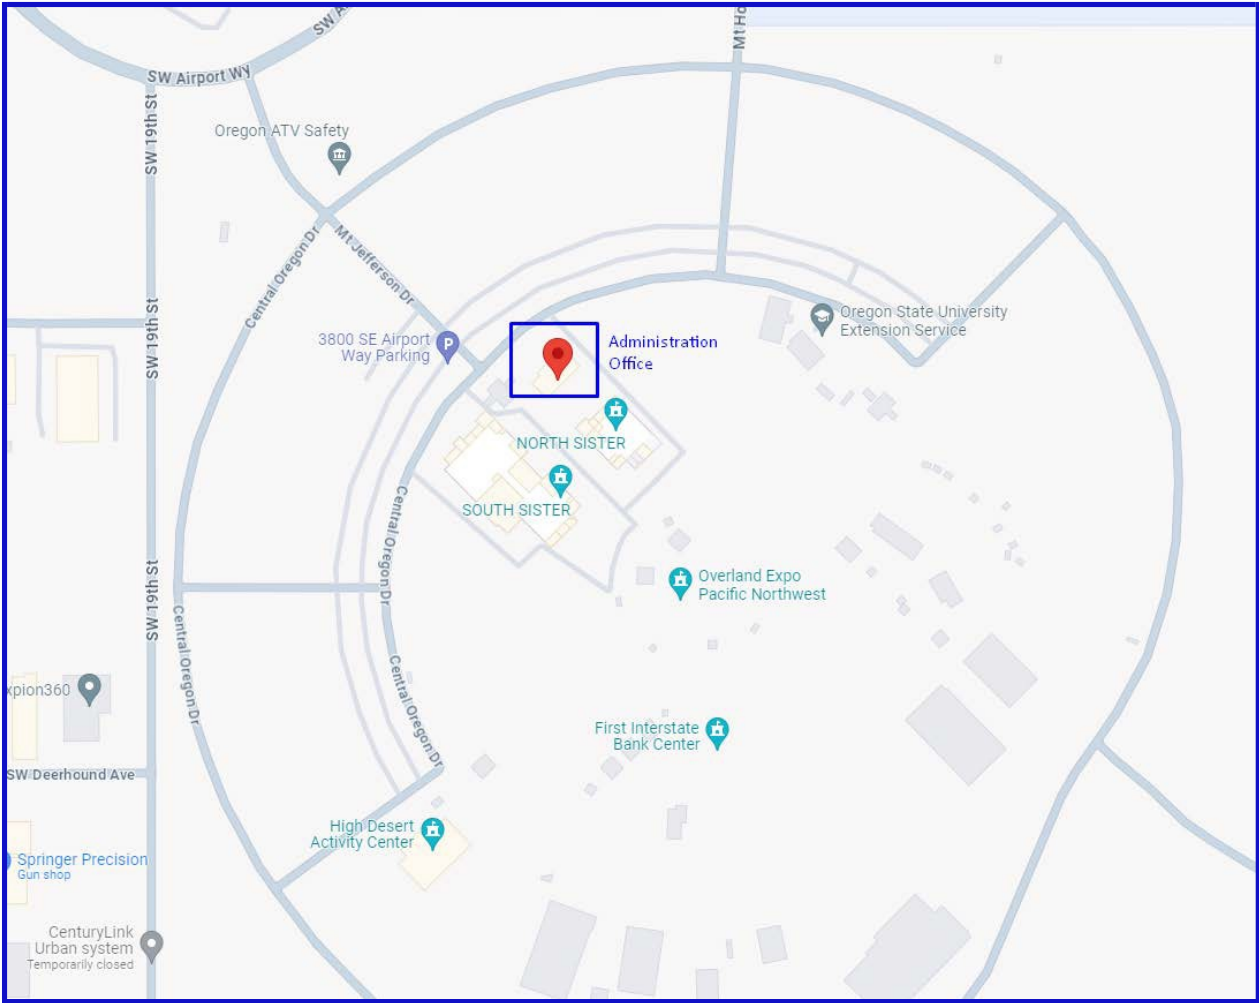 SW A
Mt Ho
SW Airport Wy
SW 19th St
Oregon ATV Safety
Central Oregon Dr
Mt Jefferson Dr
SW 19th St
3800 SE Airport
Way Parking
P
Administration
Office
Oregon State University
Extension Service
NORTH SISTER
SOUTH SISTER
Central Oregon Dr
SW 19th St
Overland Expo
Pacific Northwest
Central Oregon Dr
Central Oregon Dr
xpion360
First Interstate
Bank Center
SW Deerhound Ave
High Desert
Activity Center
Springer Precision
Gun shop
CenturyLink
Urban system
Temporarily closed